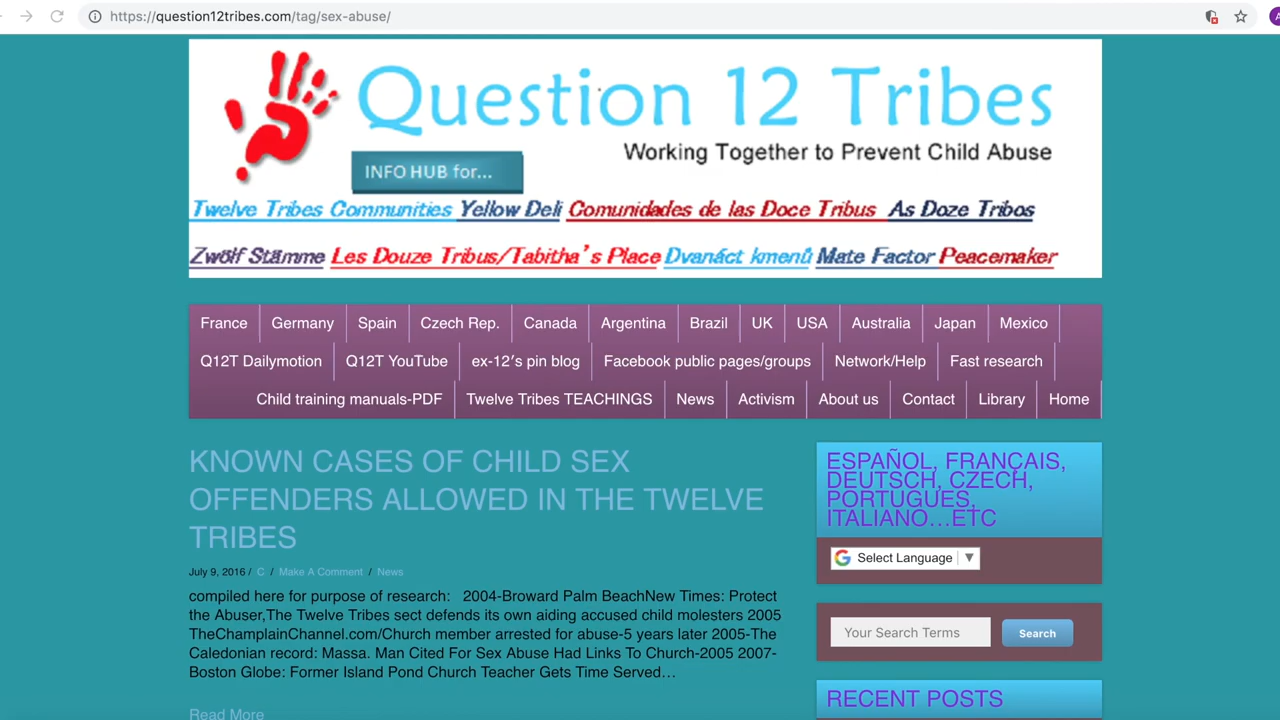 https://question12tribes.com/tag/sex-abuse/
A
Question 12 Tribes
Working Together to Prevent Child Abuse
INFO HUB for...
Twelve Tribes Communities Yellow Deli Comunidades de las Doce Tribus As Doze Tribos
Zwölf Stämme Les Douze Tribus/Tabitha's Place Dvanáct kmenů Mate Factor Peacemaker
France Germany Spain Czech Rep. Canada Argentina Brazil UK USA Australia Japan Mexico
Q12T Dailymotion Q12T YouTube ex-12′s pin blog Facebook public pages/groups Network/Help Fast research
Child training manuals-PDF Twelve Tribes TEACHINGS News Activism About us Contact Library Home
KNOWN CASES OF CHILD SEX
OFFENDERS ALLOWED IN THE TWELVE
TRIBES
July 9, 2016 / C / Make A Comment / News
compiled here for purpose of research: 2004-Broward Palm BeachNew Times: Protect
the Abuser,The Twelve Tribes sect defends its own aiding accused child molesters 2005
TheChamplainChannel.com/Church member arrested for abuse-5 years later 2005-The
Caledonian record: Massa. Man Cited For Sex Abuse Had Links To Church-2005 2007-
Boston Globe: Former Island Pond Church Teacher Gets Time Served…
Read More
ESPAÑOL, FRANÇAIS,
DEUTSCH, CZECH,
PORTUGUES,
ITALIANO…ETC
G Select Language ▼
Your Search Terms Search
RECENT POSTS